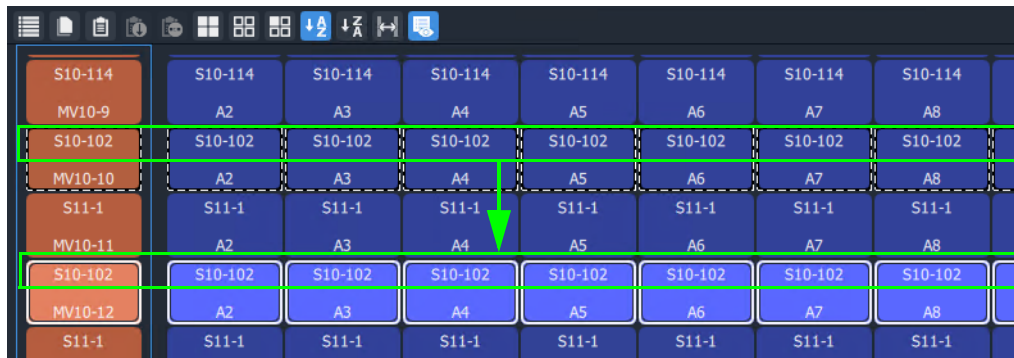 A
Z
Z
A
S10-114 S10-114 S10-114 S10-114 S10-114 S10-114 S10-114 S10-114
MV10-9 A2 A3 A4 A5 A6 A7 A8
S10-102 S10-102 S10-102 S10-102 S10-102 S10-102 S10-102 S10-102
MV10-10 A2 A3 A4 A5 A6 A7 A8
S11-1 S11-1 S11-1 S11-1 S11-1 S11-1 S11-1 S11-1
MV10-11 A2 A3 A4 A5 A6 A7 A8
S10-102 S10-102 S10-102 S10-102 S10-102 S10-102 S10-102 S10-102
MV10-12 A2 A3 A4 A5 A6 A7 A8
S11-1 S11-1 S11-1 S11-1 S11-1 S11-1 S11-1 S11-1